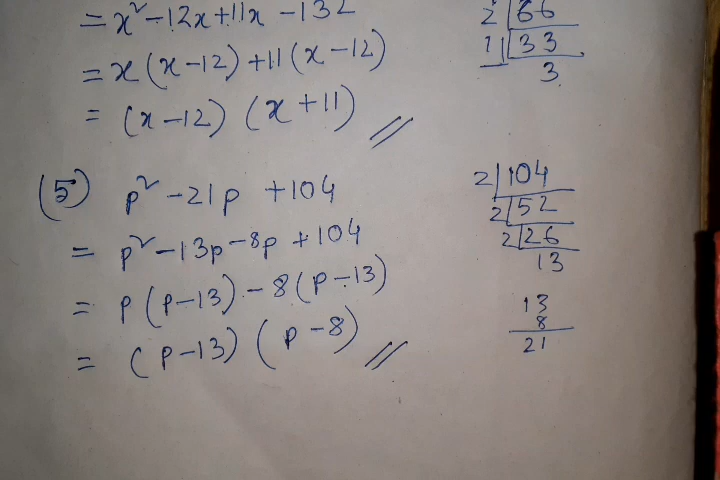 = x² - 12x + 11x - 132
= x (x - 12) + 11 (x - 12)
= (x - 12) (x + 11) //
2 | 66
11 | 33
3
(5) p² - 21p + 104
= p² - 13p - 8p + 104
= p (p - 13) - 8 (p - 13)
= (p - 13) (p - 8) //
2 | 104
2 | 52
2 | 26
13
13
8
21